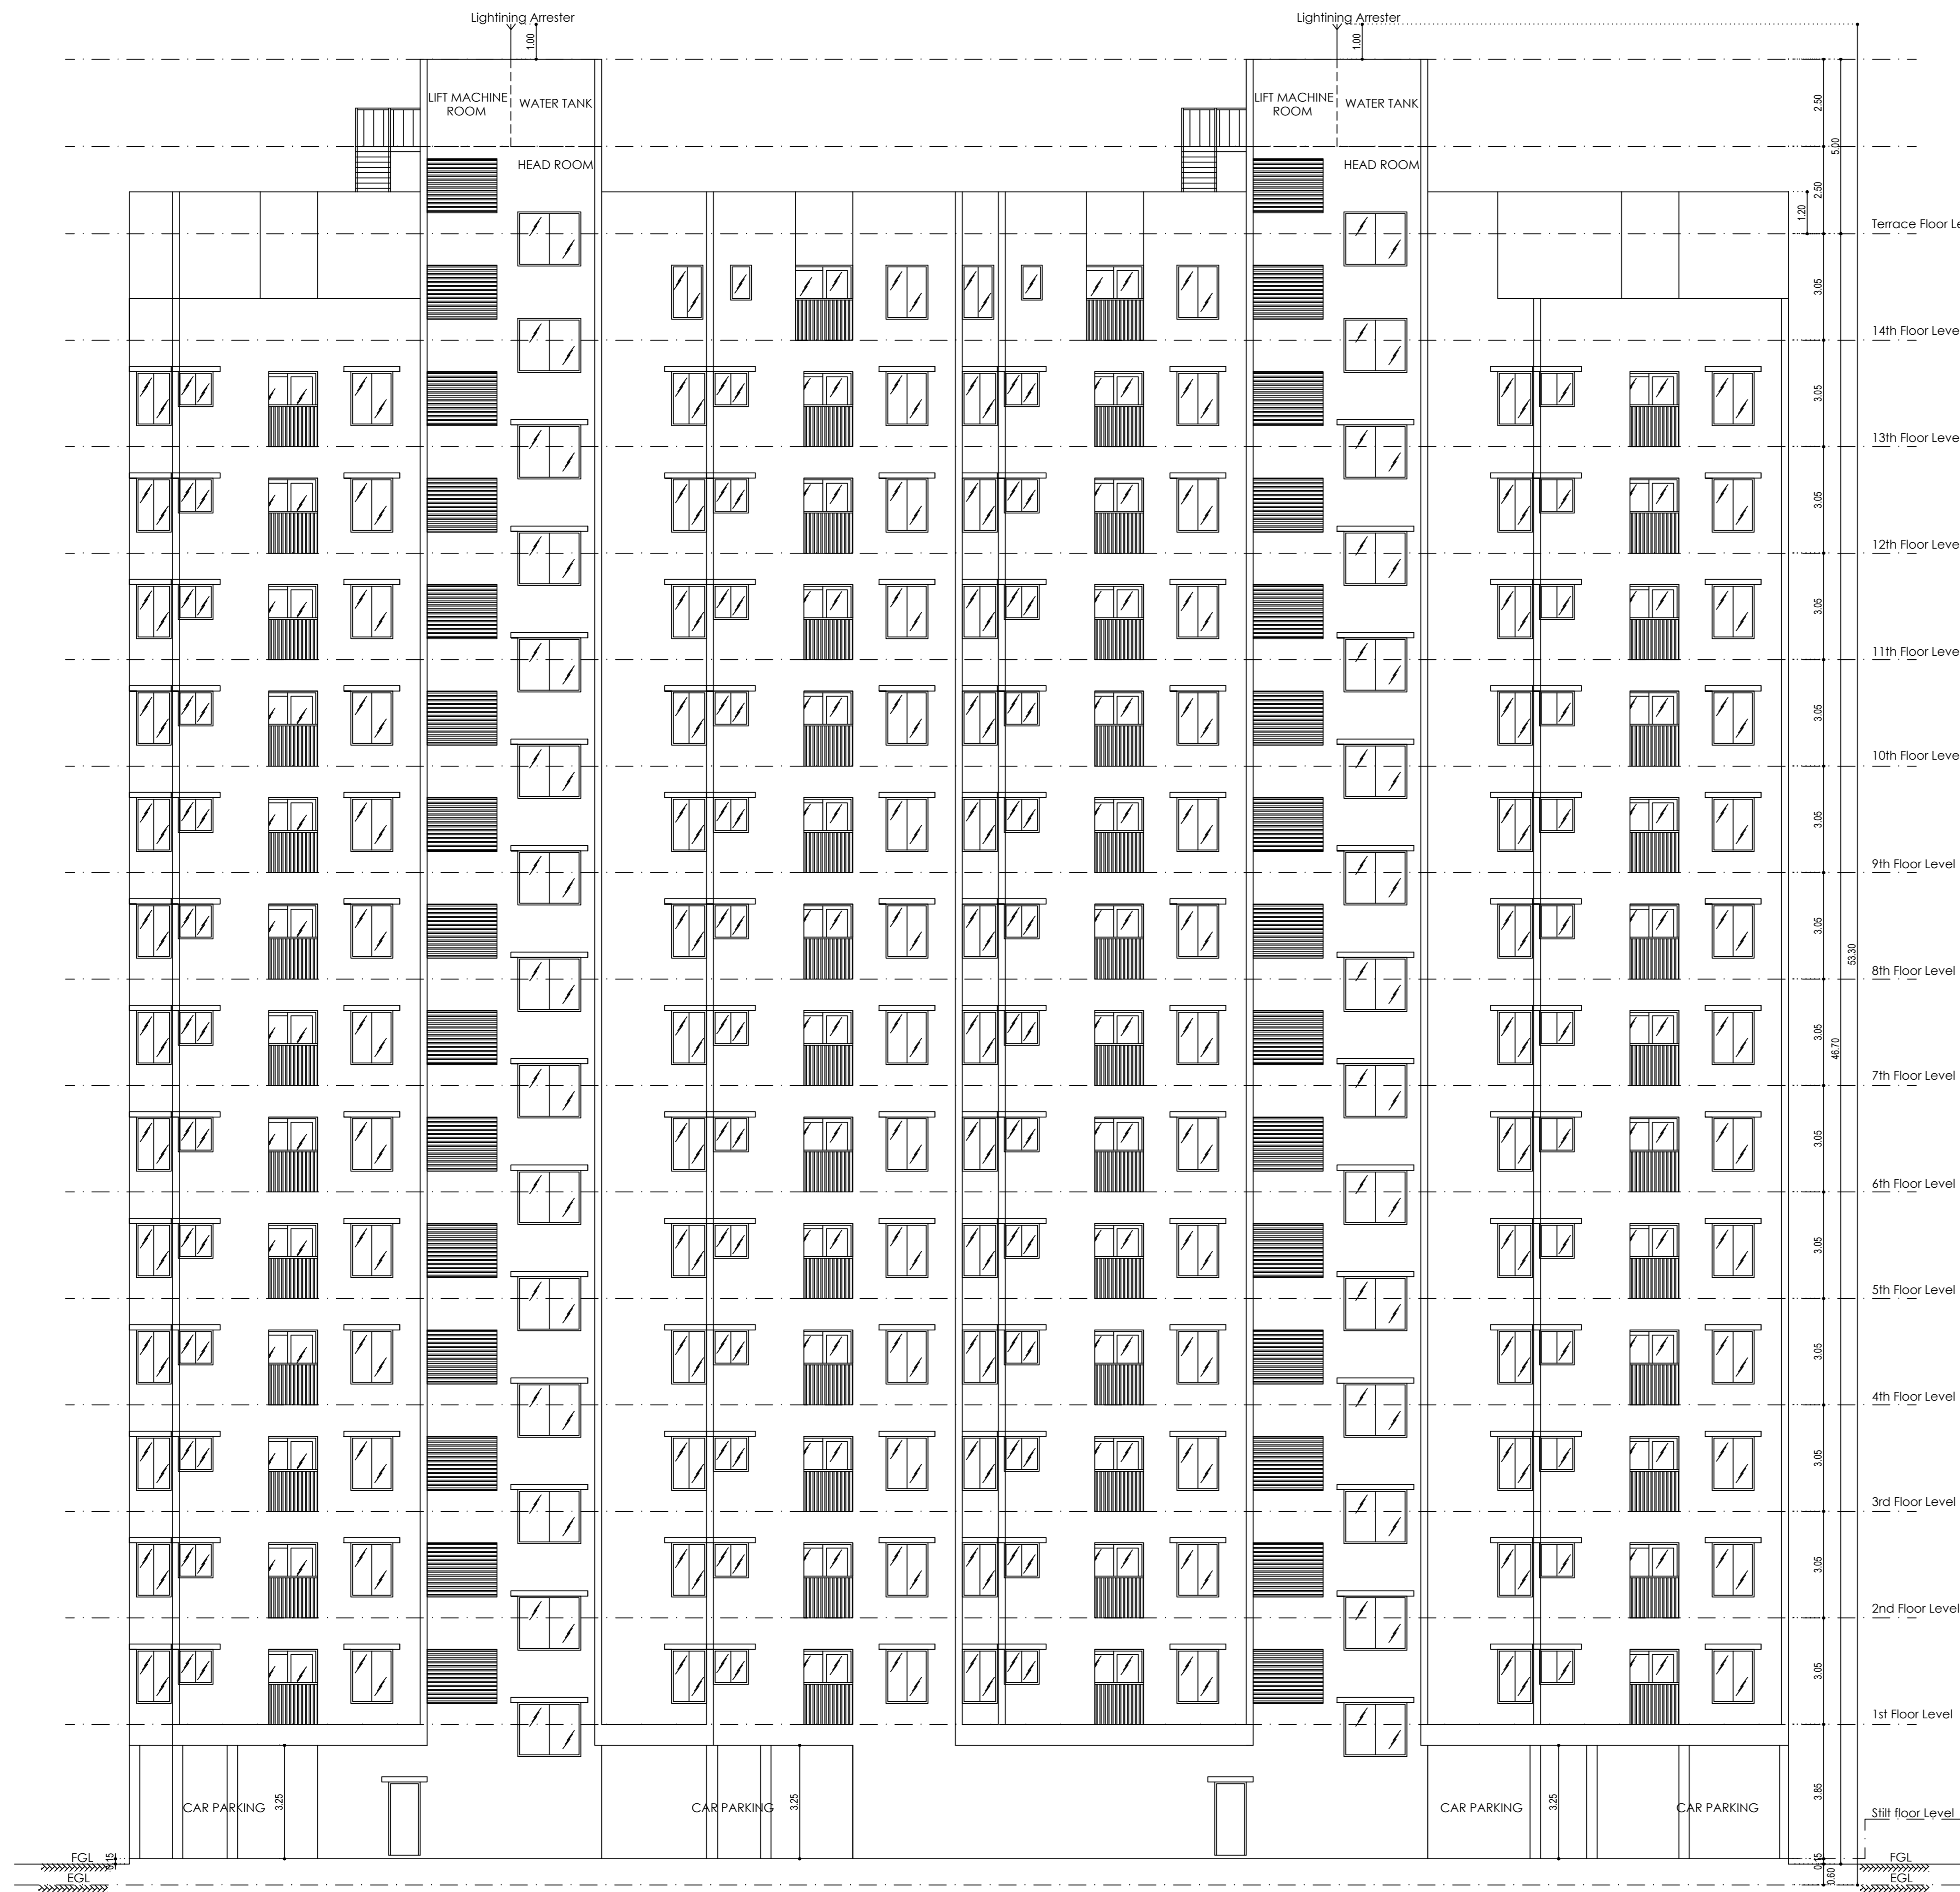 Lightining Arrester
Lightining Arrester
1.00
1.00
LIFT MACHINE
ROOM
WATER TANK
LIFT MACHINE
ROOM
WATER TANK
2.50
5.00
HEAD ROOM
HEAD ROOM
2.50
1.20
Terrace Floor Le
3.05
14th Floor Leve
3.05
13th Floor Leve
3.05
12th Floor Leve
3.05
11th Floor Leve
3.05
10th Floor Leve
3.05
9th Floor Level
3.05
53.30
8th Floor Level
3.05
46.70
7th Floor Level
3.05
6th Floor Level
3.05
5th Floor Level
3.05
4th Floor Level
3.05
3rd Floor Level
3.05
2nd Floor Level
3.05
1st Floor Level
3.85
CAR PARKING
3.25
CAR PARKING
3.25
CAR PARKING
3.25
CAR PARKING
Stilt floor Level
FGL
0.15
0.15
FGL
EGL
0.60
EGL